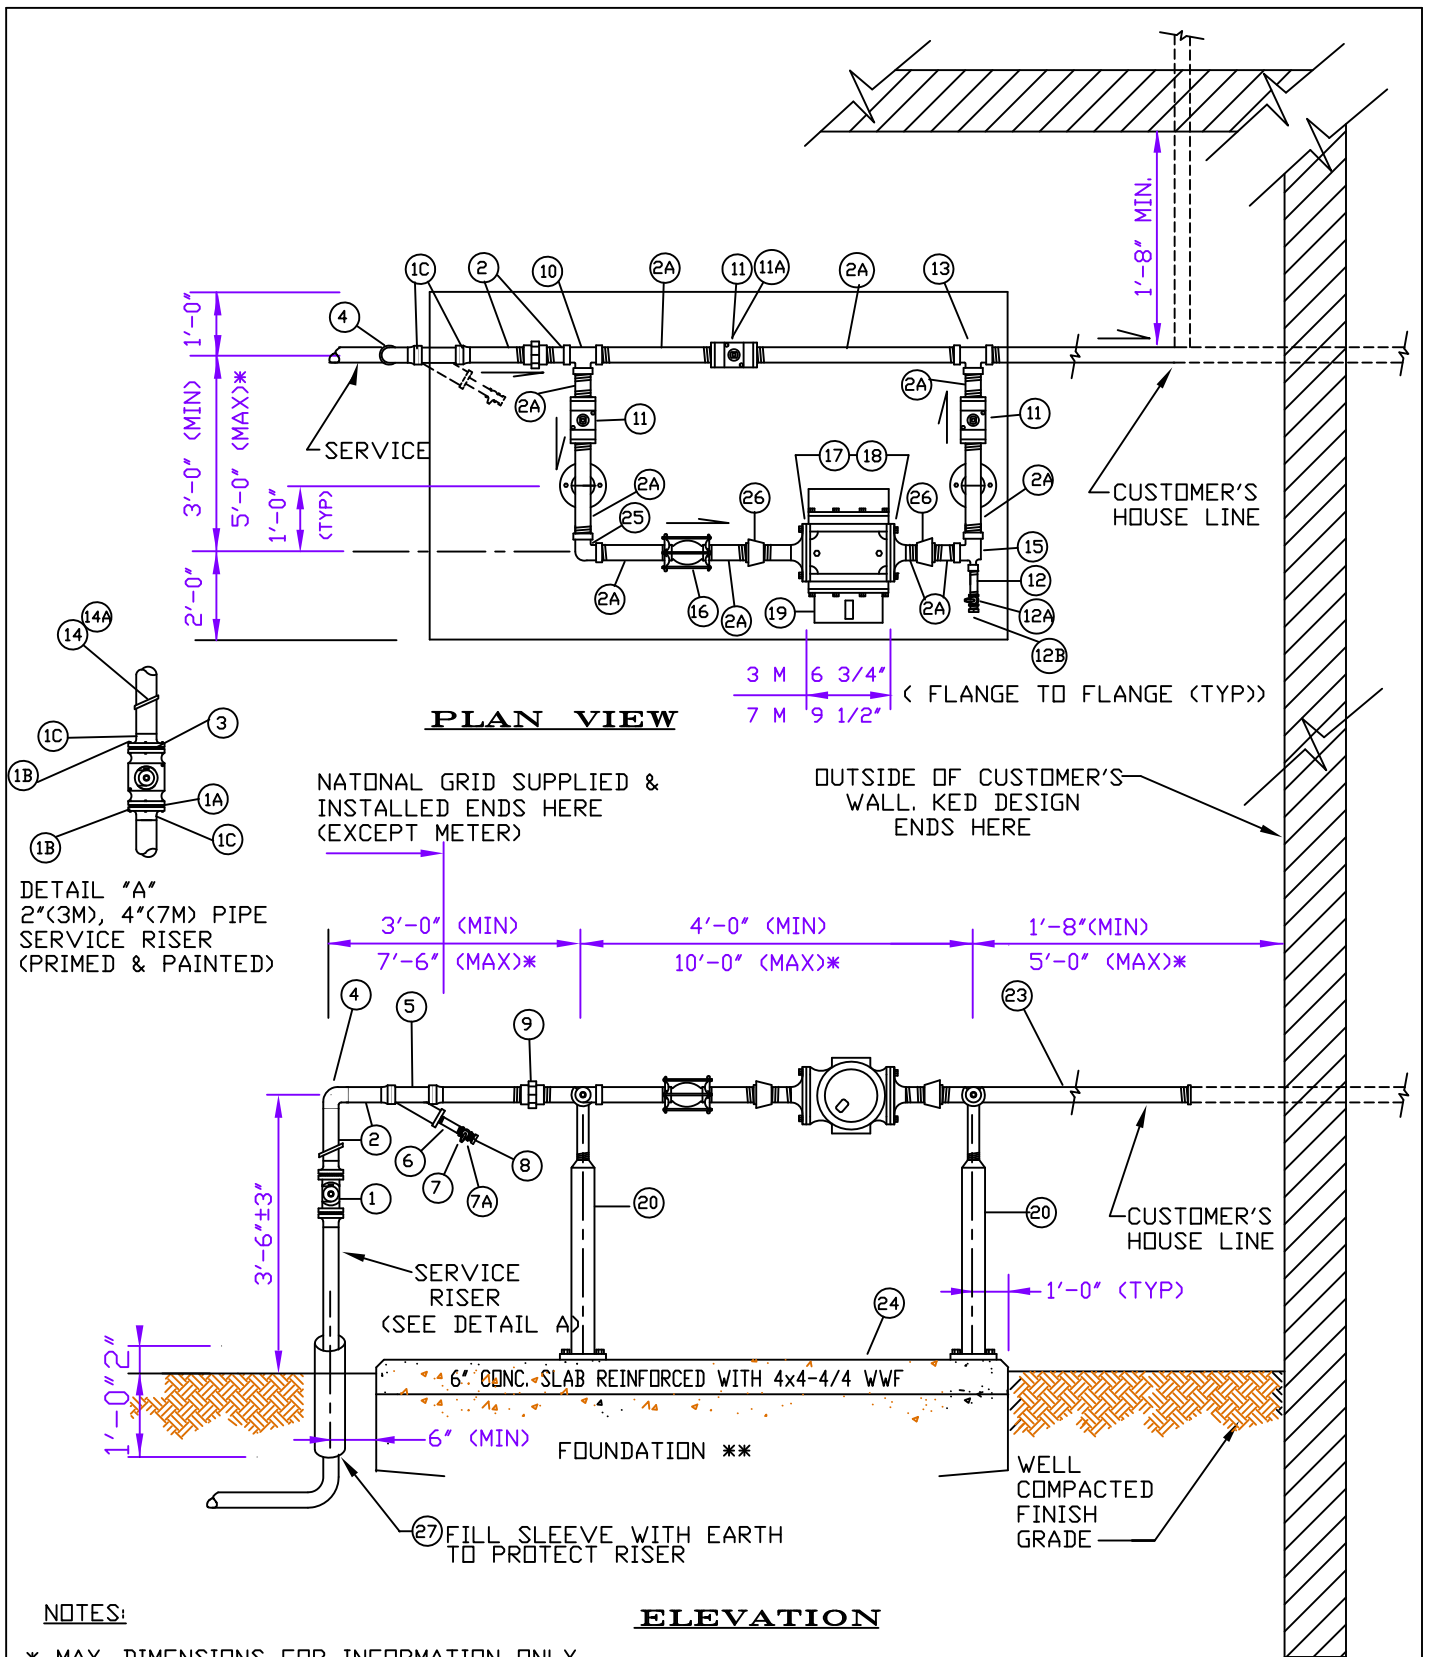 1'-8" MIN.
1C
2
10
2A
11
11A
2A
13
4
1'-0"
3'-0" (MIN)
5'-0" (MAX)*
1'-0"
(TYP)
2'-0"
SERVICE
2A
11
2A
11
17
18
2A
25
26
26
2A
CUSTOMER'S
HOUSE LINE
15
12
12A
12B
2A
16
2A
19
2A
3 M 6 3/4"
7 M 9 1/2"
( FLANGE TO FLANGE (TYP))
PLAN VIEW
14A
14
3
1C
1B
1A
1B
1C
DETAIL "A"
2"(3M), 4"(7M) PIPE
SERVICE RISER
(PRIMED & PAINTED)
NATONAL GRID SUPPLIED &
INSTALLED ENDS HERE
(EXCEPT METER)
OUTSIDE OF CUSTOMER'S
WALL. KED DESIGN
ENDS HERE
3'-0" (MIN)
7'-6" (MAX)*
4'-0" (MIN)
10'-0" (MAX)*
1'-8"(MIN)
5'-0" (MAX)*
4
5
9
23
2
6
7
7A
8
1
20
20
3'-6"±3"
SERVICE
RISER
(SEE DETAIL A)
CUSTOMER'S
HOUSE LINE
1'-0" (TYP)
24
2"
1'-0"
6" CONC. SLAB REINFORCED WITH 4x4-4/4 WWF
6" (MIN)
FOUNDATION **
WELL
COMPACTED
FINISH
GRADE
27
FILL SLEEVE WITH EARTH
TO PROTECT RISER
NOTES:
ELEVATION
* MAX. DIMENSIONS FOR INFORMATION ONLY